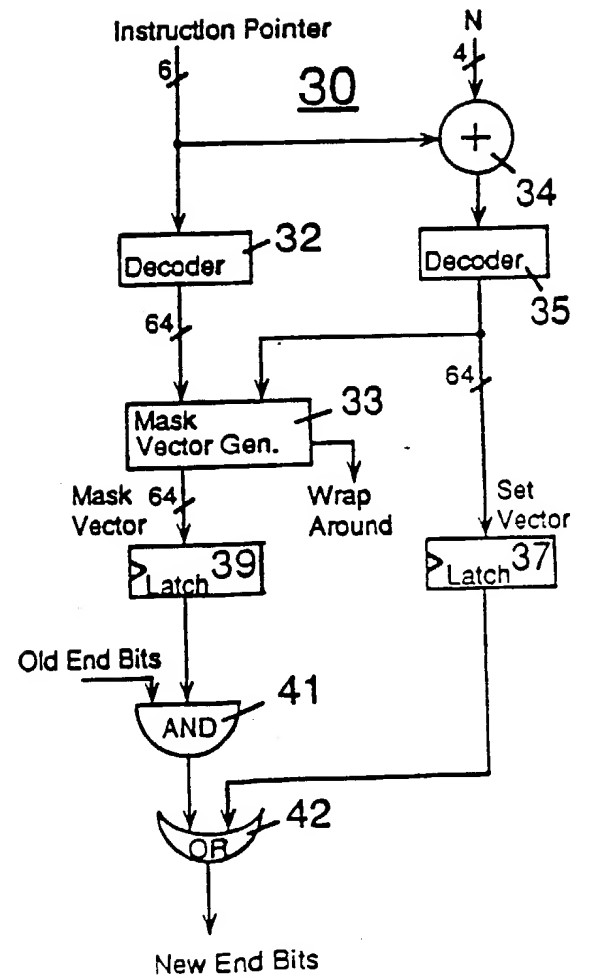 Instruction Pointer
N
6
4
30
+
34
32
Decoder
Decoder
35
64
64
33
Mask
Vector Gen.
Mask
Vector
64
Wrap
Around
Set
Vector
39
Latch
37
Latch
Old End Bits
41
AND
42
OR
New End Bits